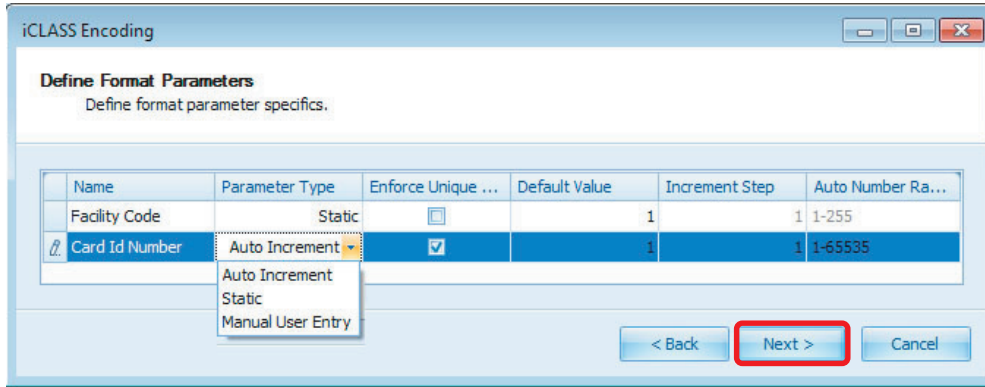 iCLASS Encoding
Define Format Parameters
Define format parameter specifics.
Name Parameter Type Enforce Unique ... Default Value Increment Step Auto Number Ra...
Facility Code Static 1 1 1-255
Card Id Number Auto Increment 1 1 1-65535
Auto Increment
Static
Manual User Entry
< Back Next > Cancel